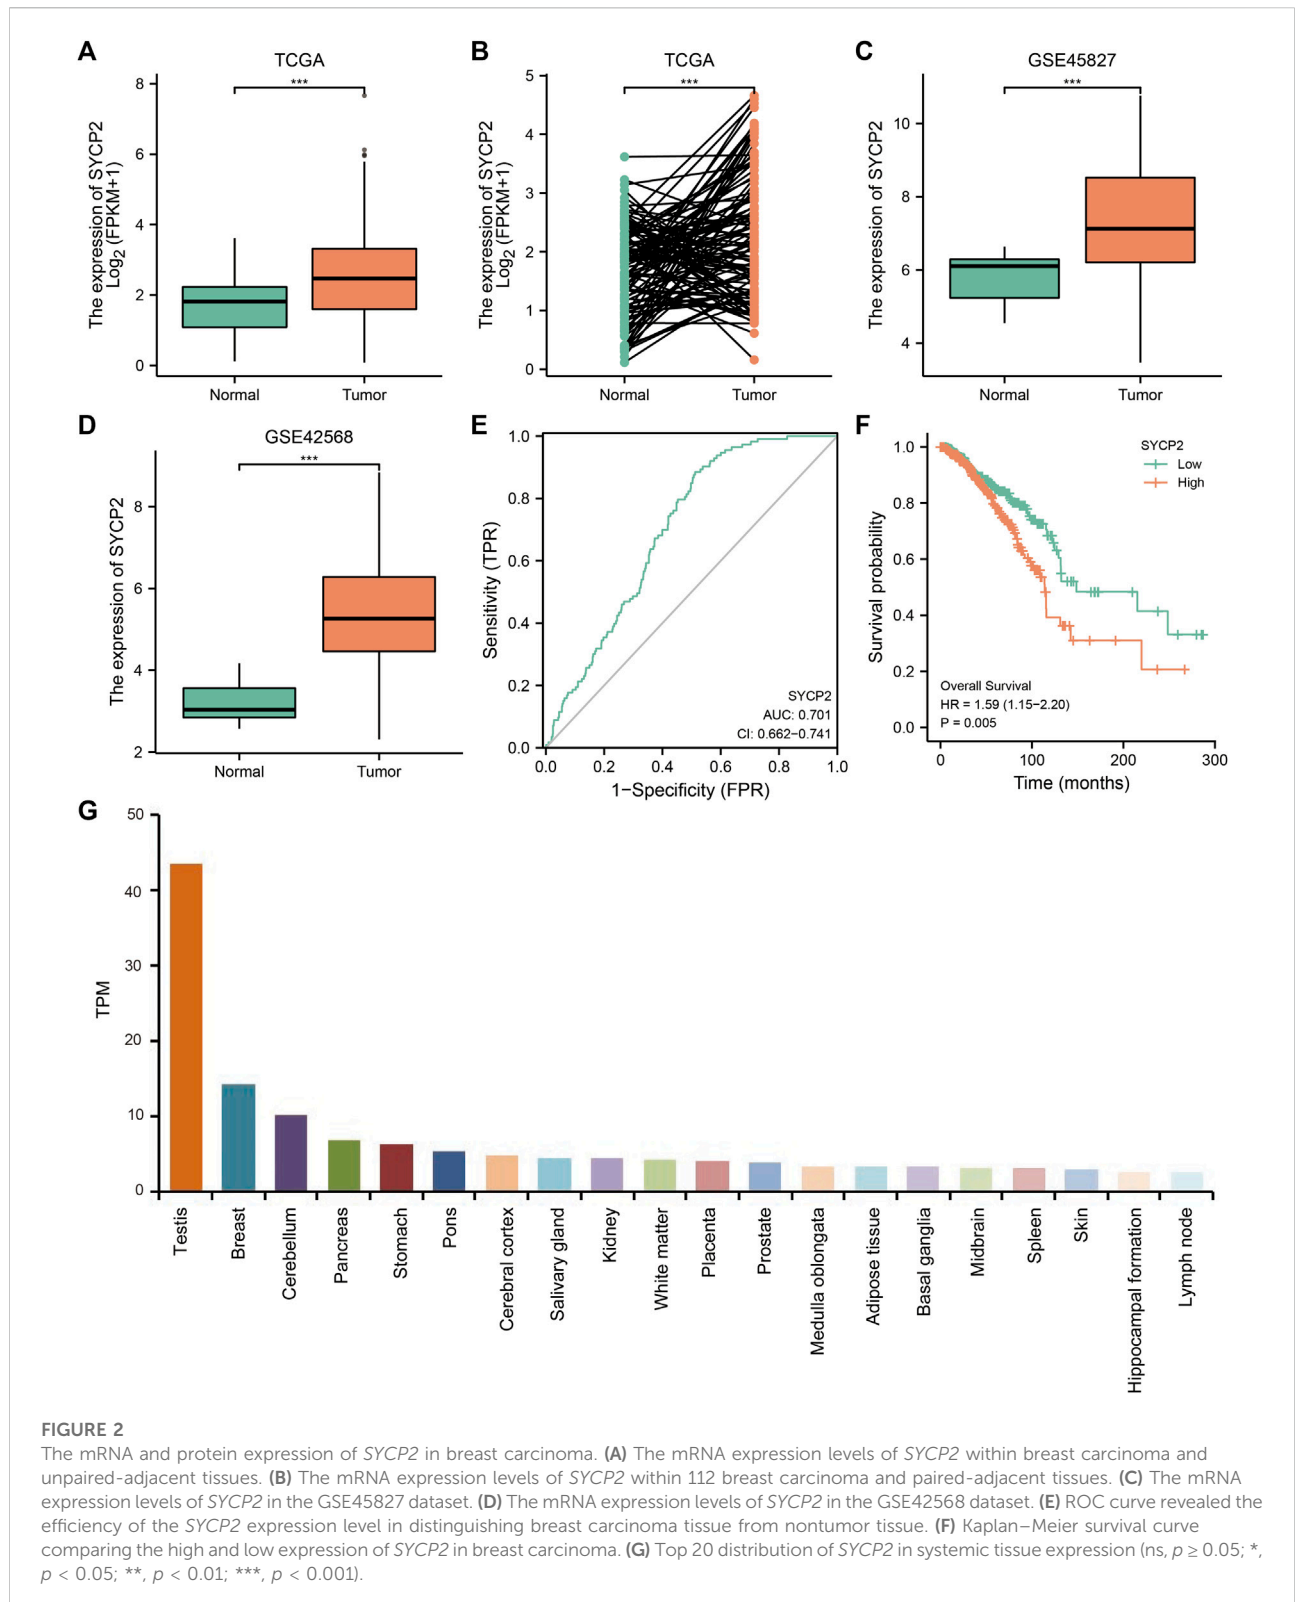 A
TCGA
***
The expression of SYCP2
Log2 (FPKM+1)
8
6
4
2
0
Normal
Tumor
B
TCGA
***
The expression of SYCP2
Log2 (FPKM+1)
5
4
3
2
1
0
Normal
Tumor
C
GSE45827
***
The expression of SYCP2
10
8
6
4
Normal
Tumor
D
GSE42568
***
The expression of SYCP2
8
6
4
2
Normal
Tumor
E
Sensitivity (TPR)
1.0
0.8
0.6
0.4
0.2
0.0
SYCP2
AUC: 0.701
CI: 0.662−0.741
0.0 0.2 0.4 0.6 0.8 1.0
1−Specificity (FPR)
F
Survival probability
1.0
0.8
0.6
0.4
0.2
0.0
SYCP2
Low
High
Overall Survival
HR = 1.59 (1.15−2.20)
P = 0.005
0 100 200 300
Time (months)
G
TPM
50
40
30
20
10
0
Testis
Breast
Cerebellum
Pancreas
Stomach
Pons
Cerebral cortex
Salivary gland
Kidney
White matter
Placenta
Prostate
Medulla oblongata
Adipose tissue
Basal ganglia
Midbrain
Spleen
Skin
Hippocampal formation
Lymph node
FIGURE 2
The mRNA and protein expression of SYCP2 in breast carcinoma. (A) The mRNA expression levels of SYCP2 within breast carcinoma and
unpaired-adjacent tissues. (B) The mRNA expression levels of SYCP2 within 112 breast carcinoma and paired-adjacent tissues. (C) The mRNA
expression levels of SYCP2 in the GSE45827 dataset. (D) The mRNA expression levels of SYCP2 in the GSE42568 dataset. (E) ROC curve revealed the
efficiency of the SYCP2 expression level in distinguishing breast carcinoma tissue from nontumor tissue. (F) Kaplan–Meier survival curve
comparing the high and low expression of SYCP2 in breast carcinoma. (G) Top 20 distribution of SYCP2 in systemic tissue expression (ns, p ≥ 0.05; *,
p < 0.05; **, p < 0.01; ***, p < 0.001).